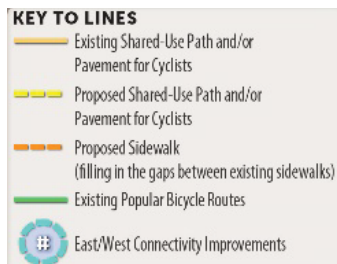 KEY TO LINES
Existing Shared-Use Path and/or
Pavement for Cyclists
Proposed Shared-Use Path and/or
Pavement for Cyclists
Proposed Sidewalk
(filling in the gaps between existing sidewalks)
Existing Popular Bicycle Routes
# East/West Connectivity Improvements